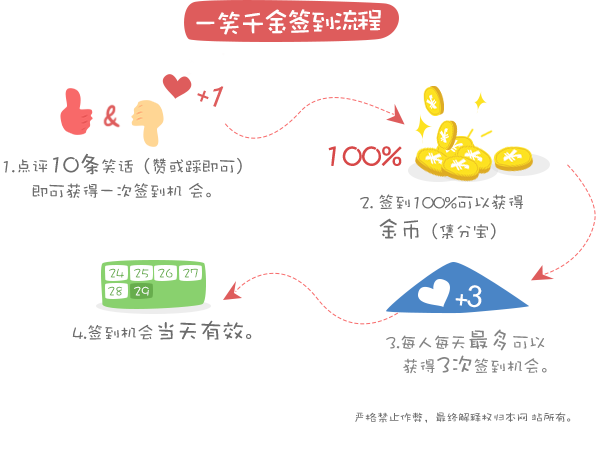 一笑千金签到流程
&
+1
1.点评10条笑话（赞或踩即可）
即可获得一次签到机 会。
100%
2. 签到100%可以获得
金币（集分宝）
24 25 26 27
28 29
4.签到机会当天有效。
+3
3.每人每天最多可以
获得3次签到机会。
严格禁止作弊，最终解释权归本网 站所有。